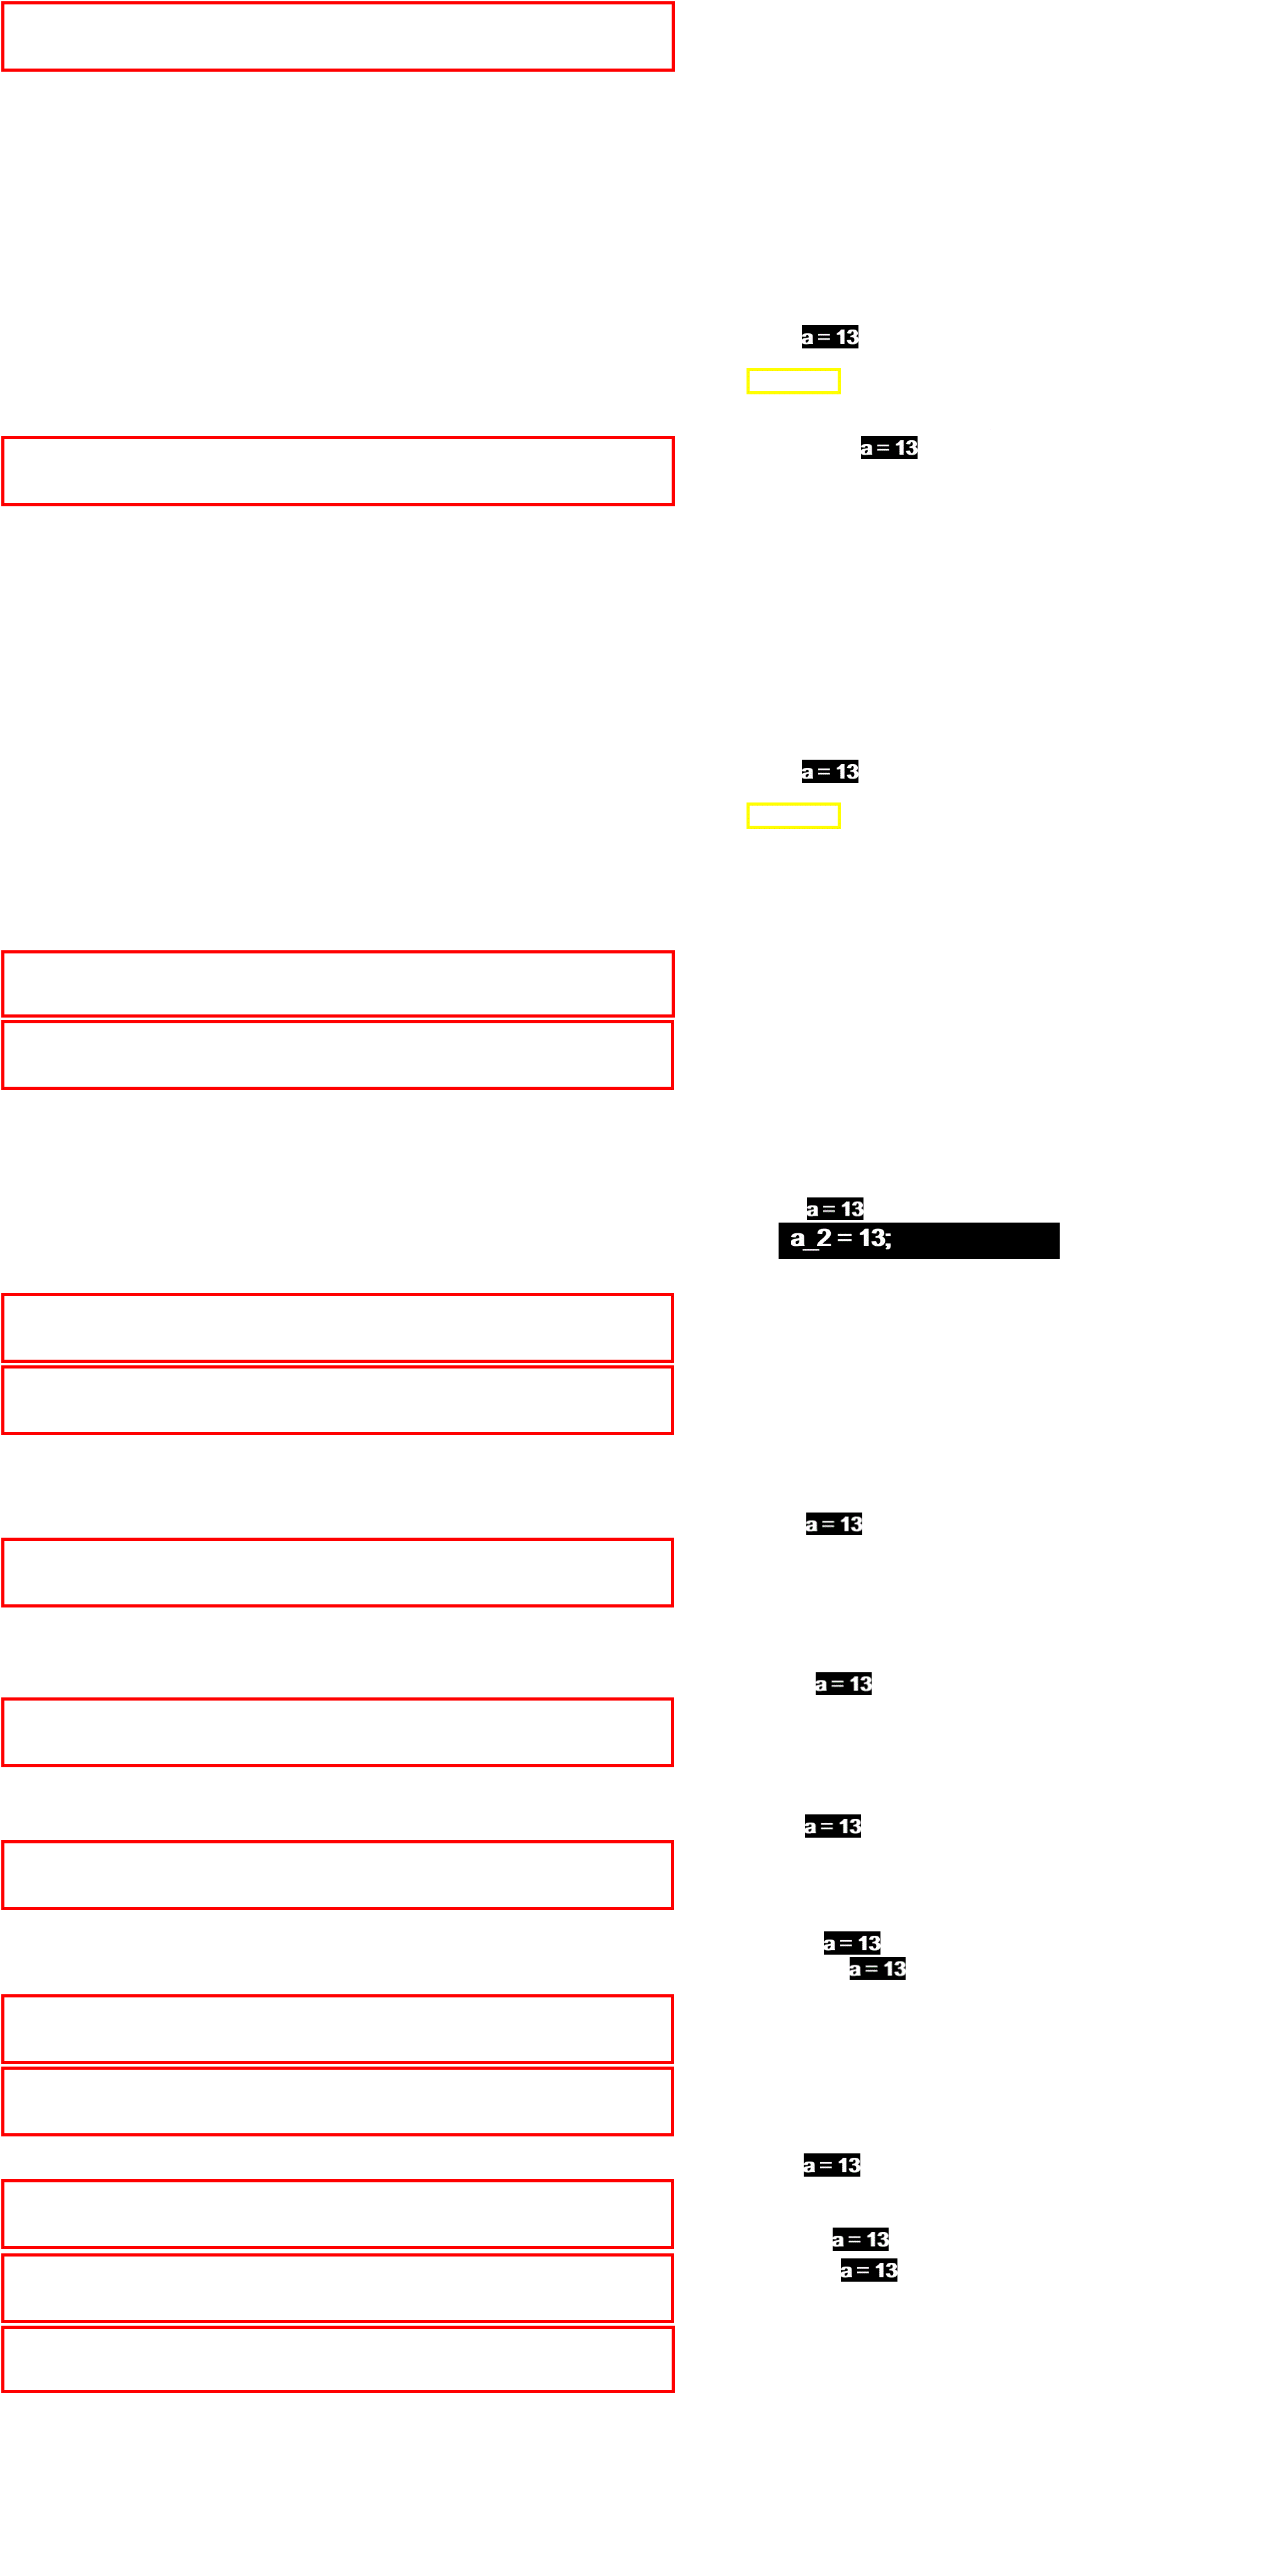 a = 13
a = 13
a = 13
a = 13
a_2 = 13;
a = 13
a = 13
a = 13
a = 13
a = 13
a = 13
a = 13
a = 13